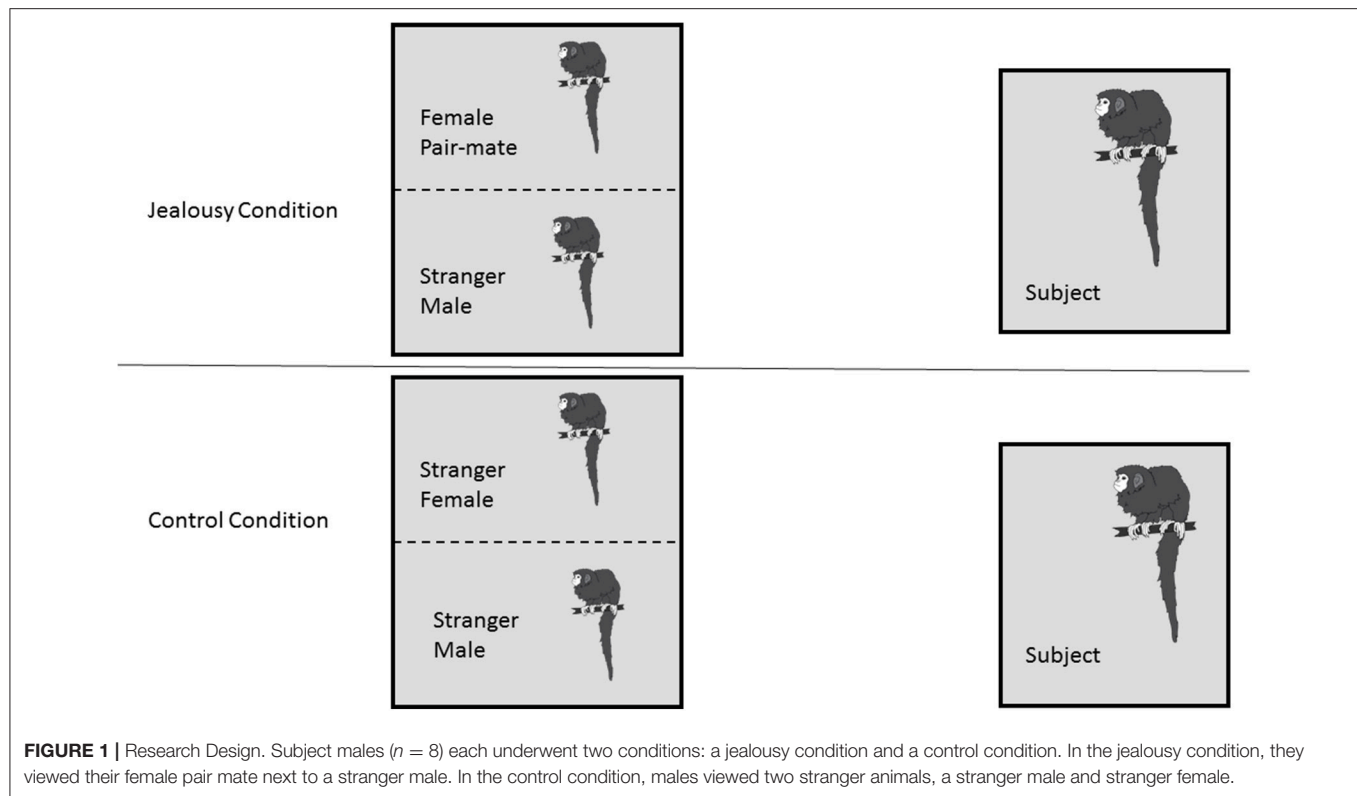 Female
Pair-mate
Jealousy Condition
Stranger
Male
Subject
Stranger
Female
Control Condition
Stranger
Male
Subject
FIGURE 1 | Research Design. Subject males (n = 8) each underwent two conditions: a jealousy condition and a control condition. In the jealousy condition, they
viewed their female pair mate next to a stranger male. In the control condition, males viewed two stranger animals, a stranger male and stranger female.